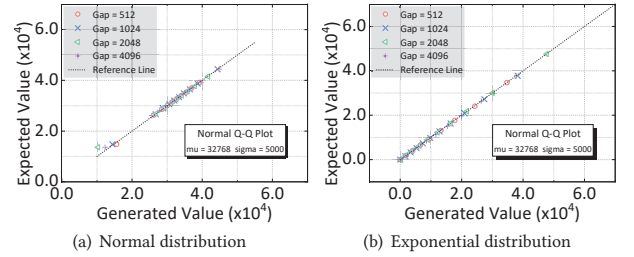 Expected Value (x10⁴)
6.0
4.0
2.0
0.0
Gap = 512
Gap = 1024
Gap = 2048
Gap = 4096
Reference Line
Normal Q-Q Plot
mu = 32768 sigma = 5000
0.0 2.0 4.0 6.0
Generated Value (x10⁴)
(a) Normal distribution
Expected Value (x10⁴)
6.0
4.0
2.0
0.0
Gap = 512
Gap = 1024
Gap = 2048
Gap = 4096
Reference Line
Normal Q-Q Plot
mu = 32768 sigma = 5000
0.0 2.0 4.0 6.0
Generated Value (x10⁴)
(b) Exponential distribution